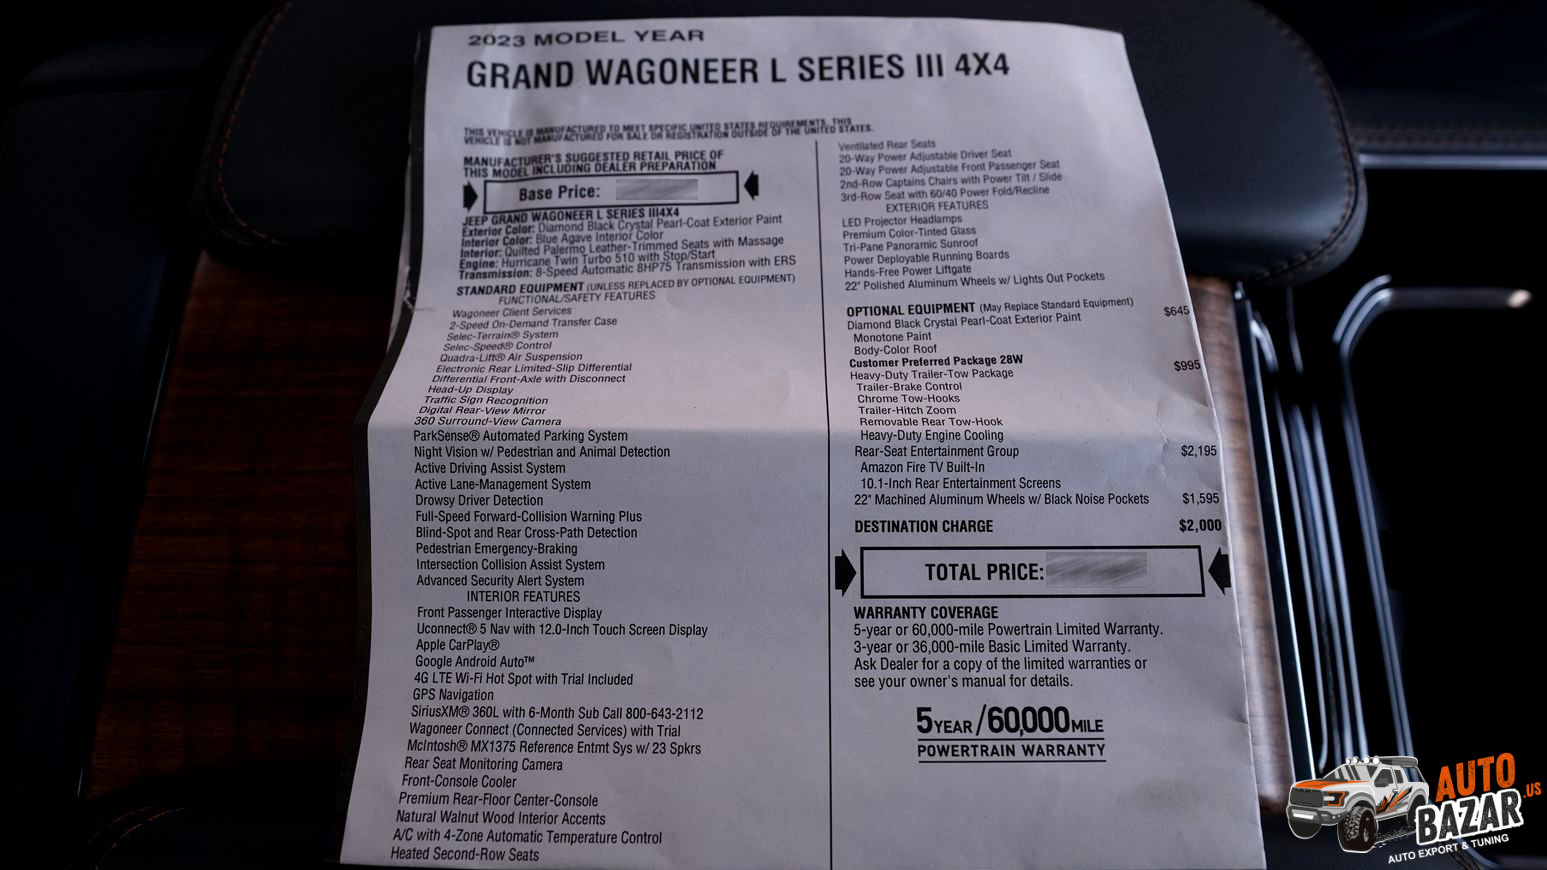 2023 MODEL YEAR
GRAND WAGONEER L SERIES III 4X4
THIS VEHICLE IS MANUFACTURED TO MEET SPECIFIC UNITED STATES REQUIREMENTS. THIS
VEHICLE IS NOT MANUFACTURED FOR SALE OR REGISTRATION OUTSIDE OF THE UNITED STATES.
MANUFACTURER'S SUGGESTED RETAIL PRICE OF
THIS MODEL INCLUDING DEALER PREPARATION
Base Price:
JEEP GRAND WAGONEER L SERIES III4X4
Exterior Color: Diamond Black Crystal Pearl-Coat Exterior Paint
Interior Color: Blue Agave Interior Color
Interior: Quilted Palermo Leather-Trimmed Seats with Massage
Engine: Hurricane Twin Turbo 510 with Stop/Start
Transmission: 8-Speed Automatic 8HP75 Transmission with ERS
STANDARD EQUIPMENT (UNLESS REPLACED BY OPTIONAL EQUIPMENT)
FUNCTIONAL/SAFETY FEATURES
Wagoneer Client Services
2-Speed On-Demand Transfer Case
Selec-Terrain® System
Selec-Speed® Control
Quadra-Lift® Air Suspension
Electronic Rear Limited-Slip Differential
Differential Front-Axle with Disconnect
Head-Up Display
Traffic Sign Recognition
Digital Rear-View Mirror
360 Surround-View Camera
ParkSense® Automated Parking System
Night Vision w/ Pedestrian and Animal Detection
Active Driving Assist System
Active Lane-Management System
Drowsy Driver Detection
Full-Speed Forward-Collision Warning Plus
Blind-Spot and Rear Cross-Path Detection
Pedestrian Emergency-Braking
Intersection Collision Assist System
Advanced Security Alert System
INTERIOR FEATURES
Front Passenger Interactive Display
Uconnect® 5 Nav with 12.0-Inch Touch Screen Display
Apple CarPlay®
Google Android Auto™
4G LTE Wi-Fi Hot Spot with Trial Included
GPS Navigation
SiriusXM® 360L with 6-Month Sub Call 800-643-2112
Wagoneer Connect (Connected Services) with Trial
McIntosh® MX1375 Reference Entmt Sys w/ 23 Spkrs
Rear Seat Monitoring Camera
Front-Console Cooler
Premium Rear-Floor Center-Console
Natural Walnut Wood Interior Accents
A/C with 4-Zone Automatic Temperature Control
Heated Second-Row Seats
Ventilated Rear Seats
20-Way Power Adjustable Driver Seat
20-Way Power Adjustable Front Passenger Seat
2nd-Row Captains Chairs with Power Tilt / Slide
3rd-Row Seat with 60/40 Power Fold/Recline
EXTERIOR FEATURES
LED Projector Headlamps
Premium Color-Tinted Glass
Tri-Pane Panoramic Sunroof
Power Deployable Running Boards
Hands-Free Power Liftgate
22" Polished Aluminum Wheels w/ Lights Out Pockets
OPTIONAL EQUIPMENT (May Replace Standard Equipment)
Diamond Black Crystal Pearl-Coat Exterior Paint $645
Monotone Paint
Body-Color Roof
Customer Preferred Package 28W
Heavy-Duty Trailer-Tow Package $995
Trailer-Brake Control
Chrome Tow-Hooks
Trailer-Hitch Zoom
Removable Rear Tow-Hook
Heavy-Duty Engine Cooling
Rear-Seat Entertainment Group $2,195
Amazon Fire TV Built-In
10.1-Inch Rear Entertainment Screens
22" Machined Aluminum Wheels w/ Black Noise Pockets $1,595
DESTINATION CHARGE $2,000
TOTAL PRICE:
WARRANTY COVERAGE
5-year or 60,000-mile Powertrain Limited Warranty.
3-year or 36,000-mile Basic Limited Warranty.
Ask Dealer for a copy of the limited warranties or
see your owner's manual for details.
5 YEAR / 60,000 MILE
POWERTRAIN WARRANTY
AUTO
BAZAR.us
AUTO EXPORT & TUNING